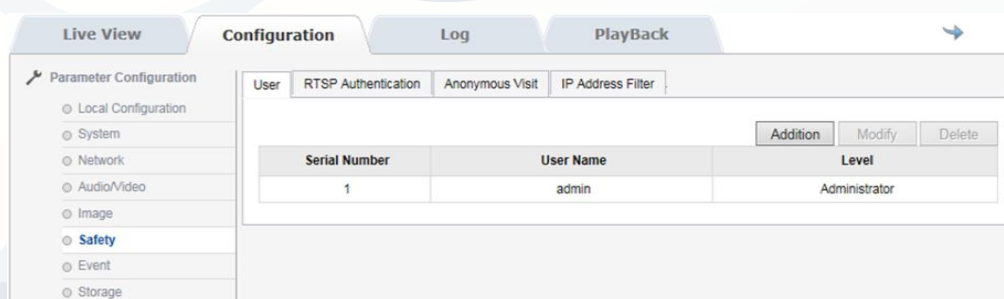 Live View Configuration Log PlayBack
Parameter Configuration
Local Configuration
System
Network
Audio/Video
Image
Safety
Event
Storage
User RTSP Authentication Anonymous Visit IP Address Filter
Addition Modify Delete
Serial Number User Name Level
1 admin Administrator